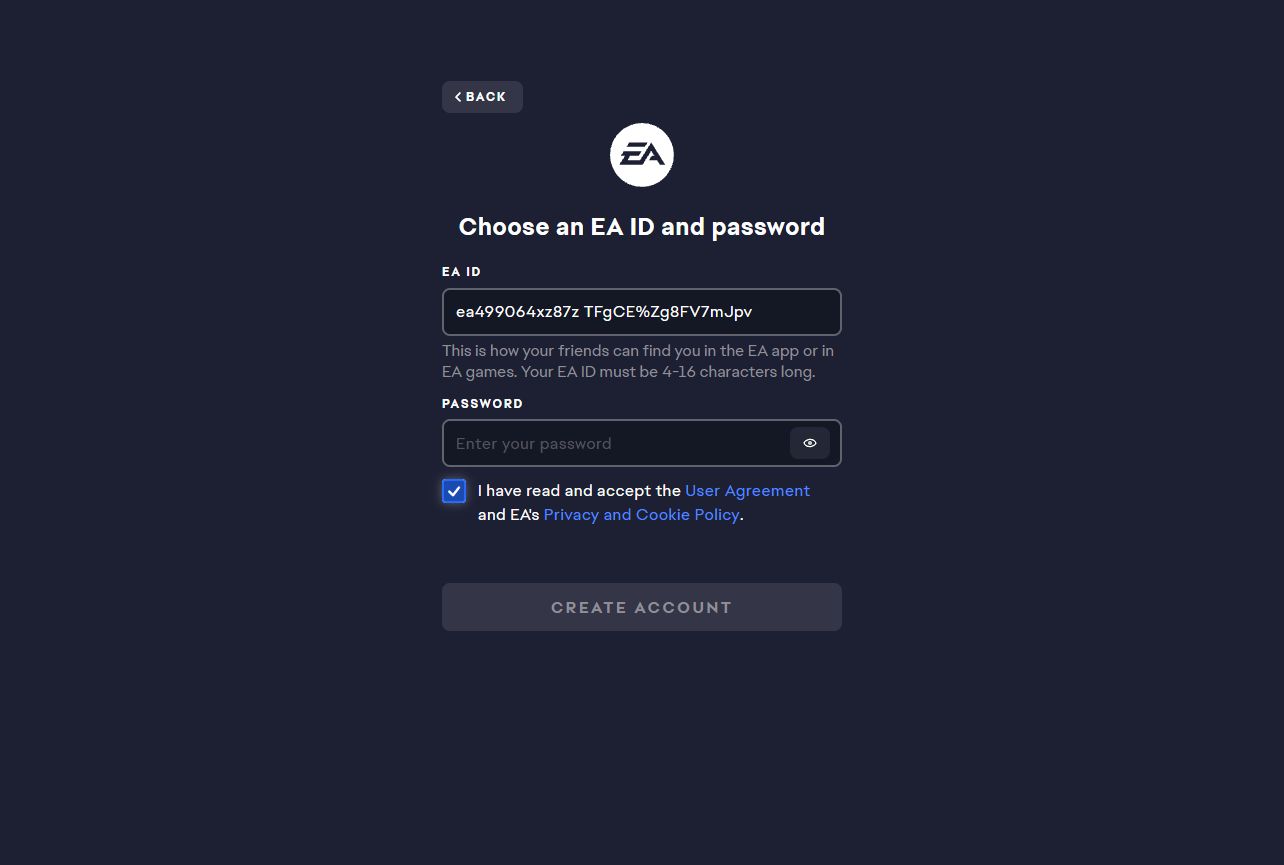 BACK
EA
Choose an EA ID and password
EA ID
ea499064xz87z TFgCE%Zg8FV7mJpv
This is how your friends can find you in the EA app or in
EA games. Your EA ID must be 4-16 characters long.
PASSWORD
Enter your password
I have read and accept the User Agreement
and EA's Privacy and Cookie Policy.
CREATE ACCOUNT